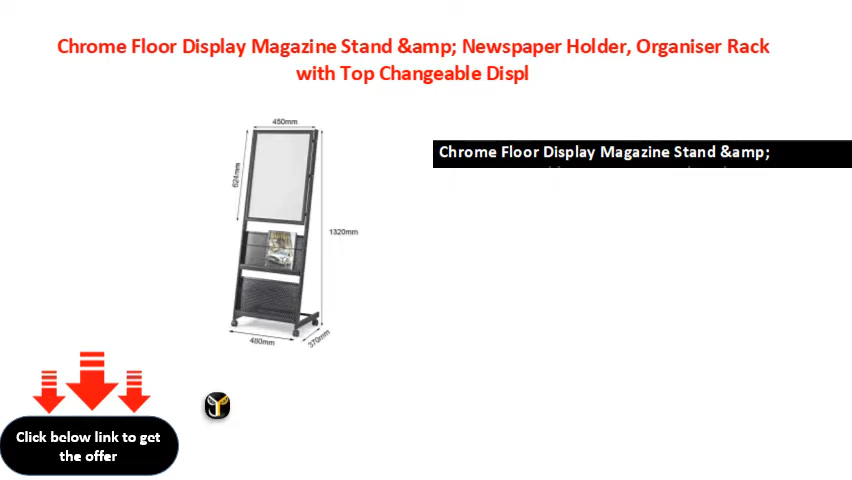 Chrome Floor Display Magazine Stand &amp; Newspaper Holder, Organiser Rack
with Top Changeable Displ
450mm
Chrome Floor Display Magazine Stand &amp;
624mm
1320mm
480mm
370mm
Click below link to get
the offer